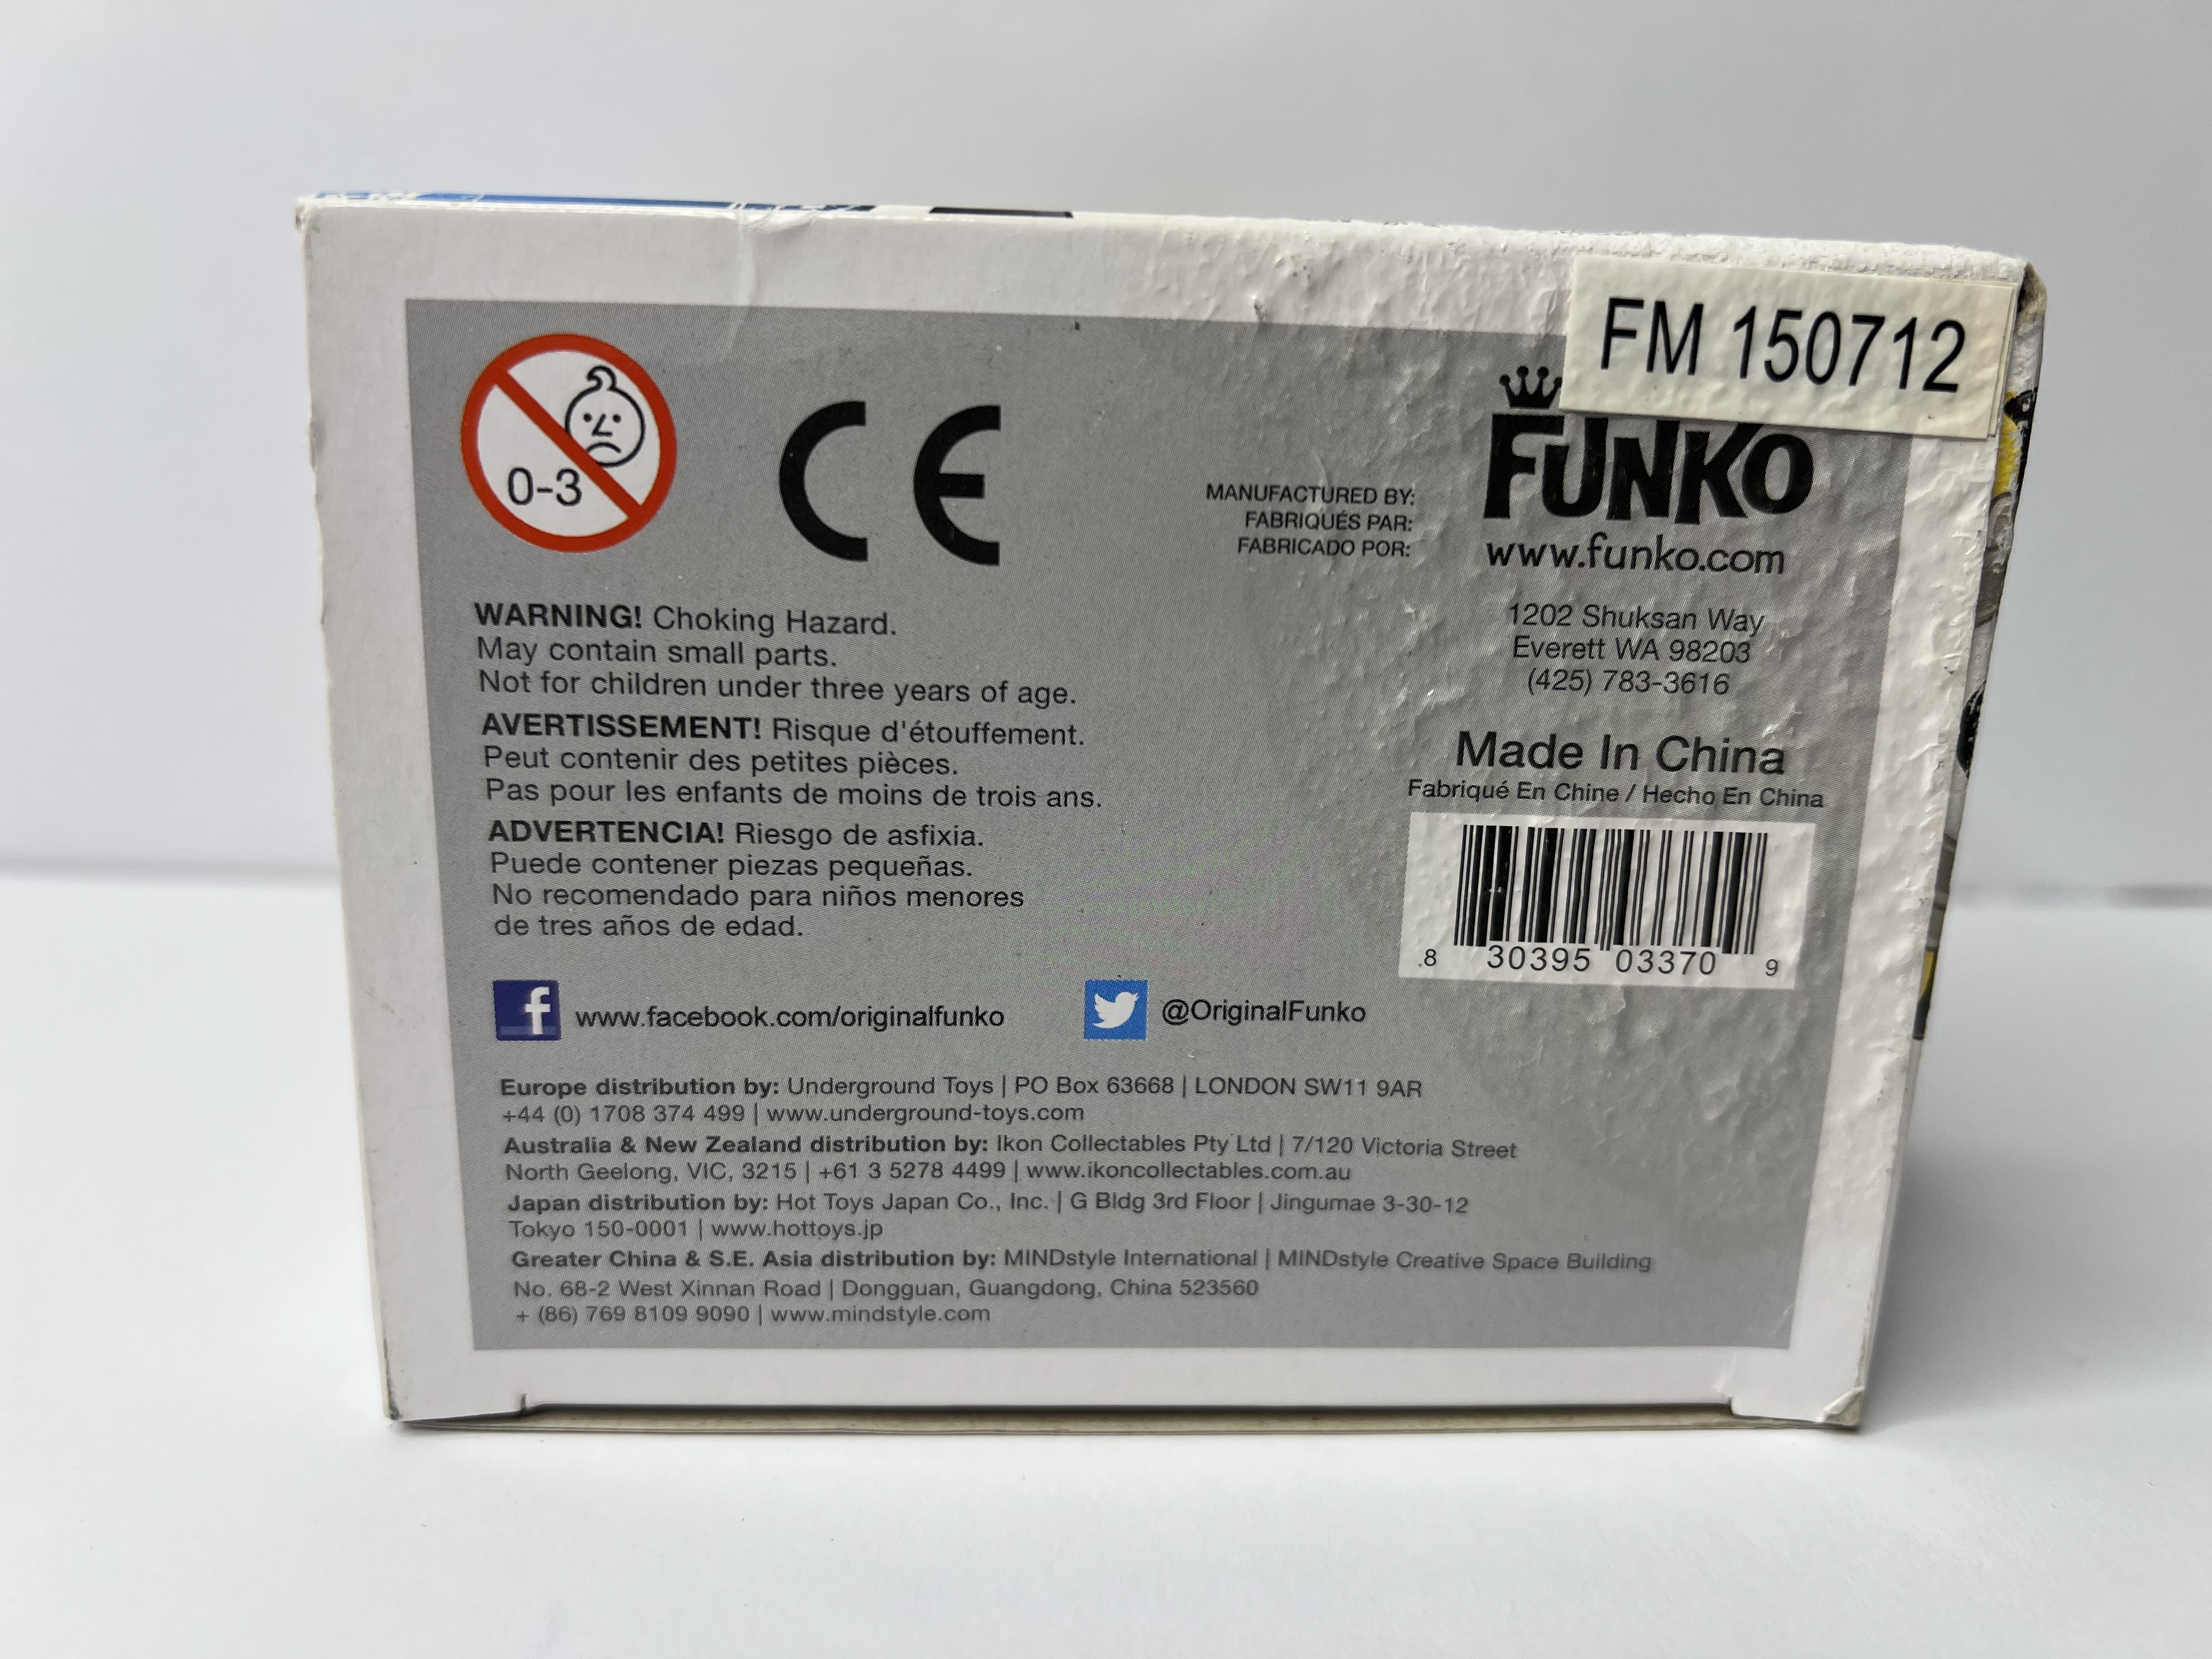 FM 150712
0-3
CE
MANUFACTURED BY:
FABRIQUÉS PAR:
FABRICADO POR:
FUNKO
www.funko.com
1202 Shuksan Way
Everett WA 98203
(425) 783-3616
Made In China
Fabriqué En Chine / Hecho En China
8 30395 03370 9
WARNING! Choking Hazard.
May contain small parts.
Not for children under three years of age.
AVERTISSEMENT! Risque d'étouffement.
Peut contenir des petites pièces.
Pas pour les enfants de moins de trois ans.
ADVERTENCIA! Riesgo de asfixia.
Puede contener piezas pequeñas.
No recomendado para niños menores
de tres años de edad.
f www.facebook.com/originalfunko
@OriginalFunko
Europe distribution by: Underground Toys | PO Box 63668 | LONDON SW11 9AR
+44 (0) 1708 374 499 | www.underground-toys.com
Australia & New Zealand distribution by: Ikon Collectables Pty Ltd | 7/120 Victoria Street
North Geelong, VIC, 3215 | +61 3 5278 4499 | www.ikoncollectables.com.au
Japan distribution by: Hot Toys Japan Co., Inc. | G Bldg 3rd Floor | Jingumae 3-30-12
Tokyo 150-0001 | www.hottoys.jp
Greater China & S.E. Asia distribution by: MINDstyle International | MINDstyle Creative Space Building
No. 68-2 West Xinnan Road | Dongguan, Guangdong, China 523560
+ (86) 769 8109 9090 | www.mindstyle.com